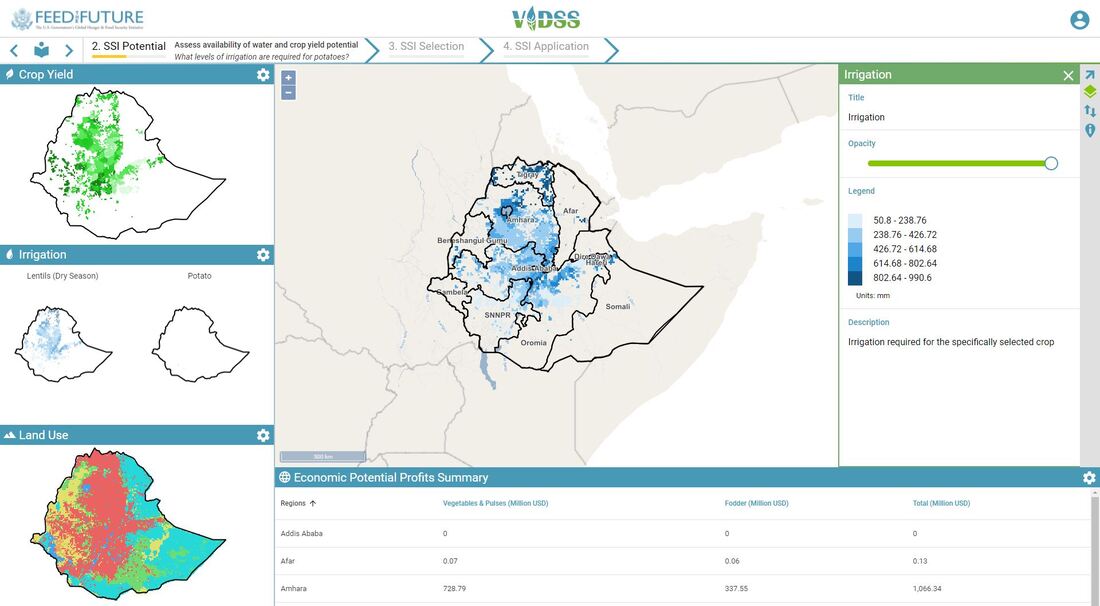 FEED THE FUTURE
The U.S. Government's Global Hunger & Food Security Initiative
VIDSS
2. SSI Potential
Assess availability of water and crop yield potential
What levels of irrigation are required for potatoes?
3. SSI Selection
4. SSI Application
Crop Yield
Irrigation
Lentils (Dry Season)
Potato
Land Use
+
−
Tigray
Afar
Amhara
Beneshangul Gumu
Dire Dawa
Addis Ababa
Hareri
Gambela
Somali
SNNPR
Oromia
300 km
Irrigation
Title
Irrigation
Opacity
Legend
50.8 - 238.76
238.76 - 426.72
426.72 - 614.68
614.68 - 802.64
802.64 - 990.6
Units: mm
Description
Irrigation required for the specifically selected crop
Economic Potential Profits Summary
Regions Vegetables & Pulses (Million USD) Fodder (Million USD) Total (Million USD)
Addis Ababa 0 0 0
Afar 0.07 0.06 0.13
Amhara 728.79 337.55 1,066.34